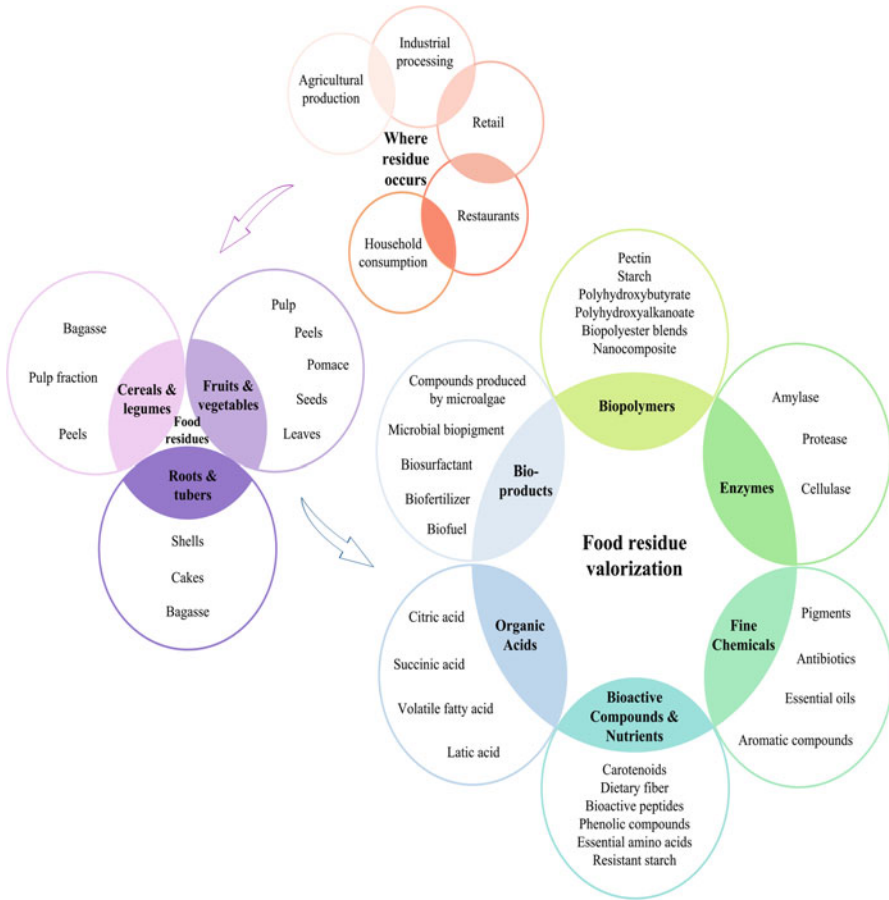 Industrial
processing
Agricultural
production
Retail
Where
residue
occurs
Restaurants
Household
consumption
Bagasse
Pulp fraction
Peels
Cereals &
legumes
Fruits &
vegetables
Pulp
Peels
Pomace
Seeds
Leaves
Food
residues
Roots &
tubers
Shells
Cakes
Bagasse
Pectin
Starch
Polyhydroxybutyrate
Polyhydroxyalkanoate
Biopolyester blends
Nanocomposite
Biopolymers
Compounds produced
by microalgae
Microbial biopigment
Biosurfactant
Biofertilizer
Biofuel
Bio-
products
Amylase
Protease
Cellulase
Enzymes
Food residue
valorization
Citric acid
Succinic acid
Volatile fatty acid
Latic acid
Organic
Acids
Fine
Chemicals
Pigments
Antibiotics
Essential oils
Aromatic compounds
Bioactive
Compounds &
Nutrients
Carotenoids
Dietary fiber
Bioactive peptides
Phenolic compounds
Essential amino acids
Resistant starch